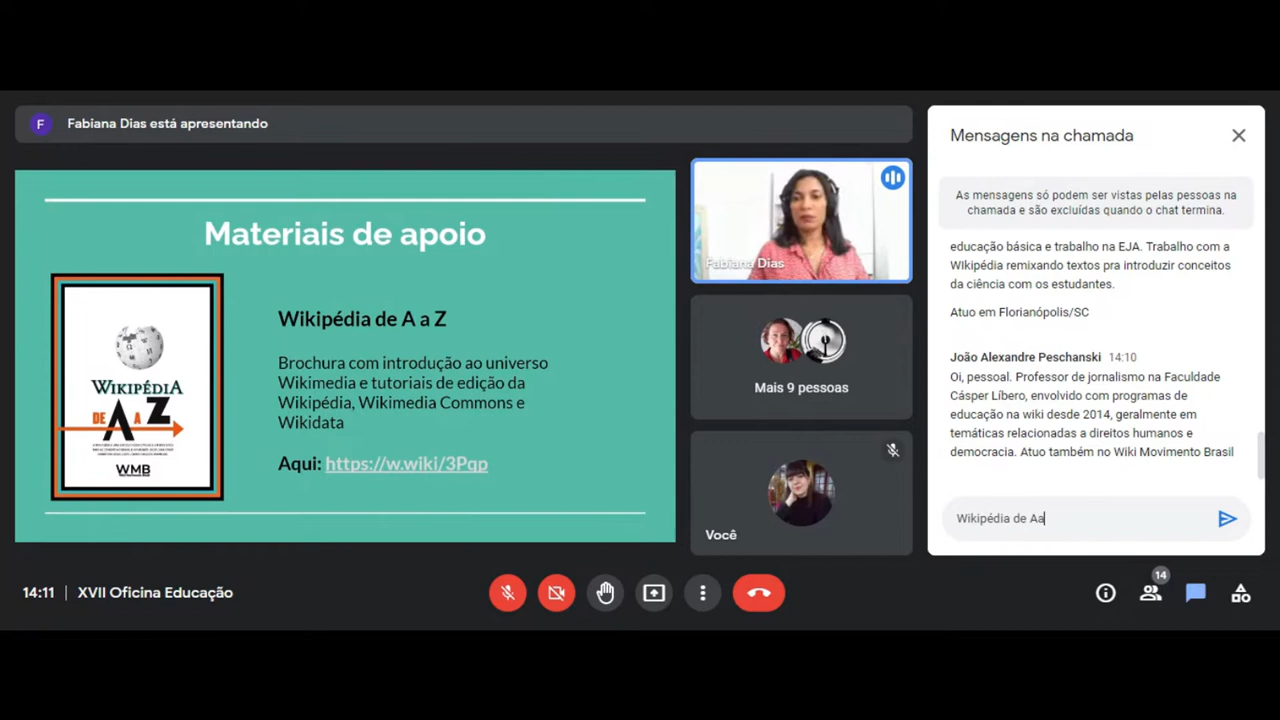 F
Fabiana Dias está apresentando
Materiais de apoio
WIKIPÉDIA
DE A A Z
WMB
Wikipédia de A a Z
Brochura com introdução ao universo
Wikimedia e tutoriais de edição da
Wikipédia, Wikimedia Commons e
Wikidata
Aqui: https://w.wiki/3Pqp
Fabiana Dias
Mais 9 pessoas
Você
Mensagens na chamada
As mensagens só podem ser vistas pelas pessoas na
chamada e são excluídas quando o chat termina.
educação básica e trabalho na EJA. Trabalho com a
WIkipédia remixando textos pra introduzir conceitos
da ciência com os estudantes.
Atuo em Florianópolis/SC
João Alexandre Peschanski 14:10
Oi, pessoal. Professor de jornalismo na Faculdade
Cásper Líbero, envolvido com programas de
educação na wiki desde 2014, geralmente em
temáticas relacionadas a direitos humanos e
democracia. Atuo também no Wiki Movimento Brasil
Wikipédia de Aa
14:11 | XVII Oficina Educação
14